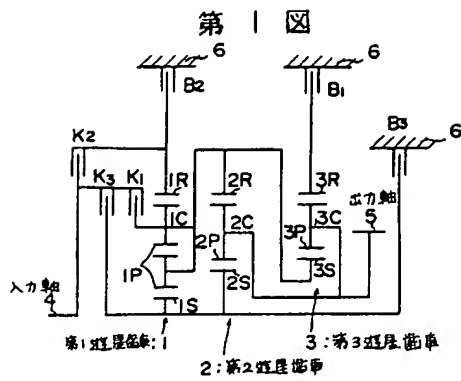 第 1 図
6
6
B2
B1
B3
6
K2
K3
K1
1R
2R
3R
出力軸
5
1C
2C
3C
2P
3P
1P
2S
3S
入力軸
4
1S
第1遊星歯車:1
2:第2遊星歯車
3:第3遊星歯車